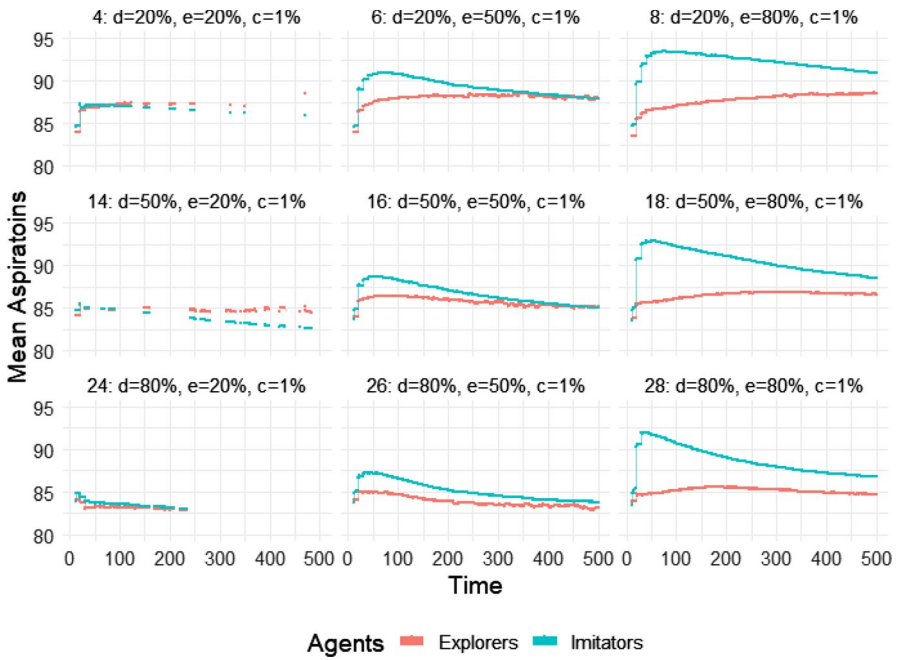 4: d=20%, e=20%, c=1%
6: d=20%, e=50%, c=1%
8: d=20%, e=80%, c=1%
95
90
85
80
14: d=50%, e=20%, c=1%
16: d=50%, e=50%, c=1%
18: d=50%, e=80%, c=1%
95
90
85
80
24: d=80%, e=20%, c=1%
26: d=80%, e=50%, c=1%
28: d=80%, e=80%, c=1%
95
90
85
80
Mean Aspiratoins
0 100 200 300 400 500
0 100 200 300 400 500
0 100 200 300 400 500
Time
Agents Explorers Imitators